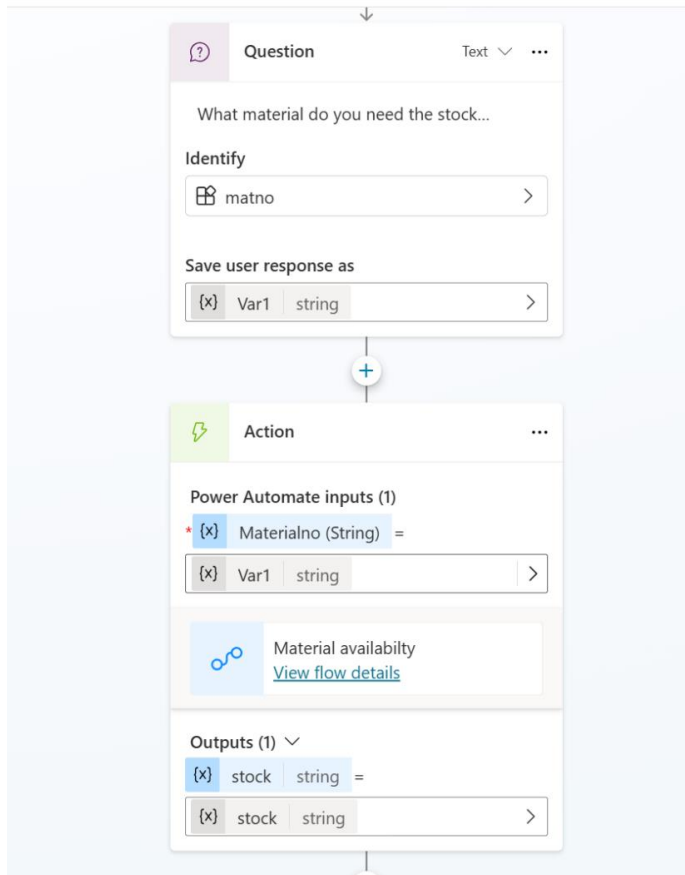 Question Text
What material do you need the stock...
Identify
matno
Save user response as
{x} Var1 string
Action
Power Automate inputs (1)
* {x} Materialno (String) =
{x} Var1 string
Material availabilty
View flow details
Outputs (1)
{x} stock string =
{x} stock string